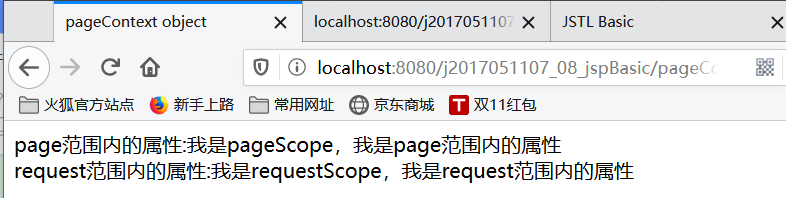 pageContext object
localhost:8080/j2017051107
JSTL Basic
localhost:8080/j2017051107_08_jspBasic/pageCo
火狐官方站点
新手上路
常用网址
京东商城
T
双11红包
page范围内的属性:我是pageScope，我是page范围内的属性
request范围内的属性:我是requestScope，我是request范围内的属性